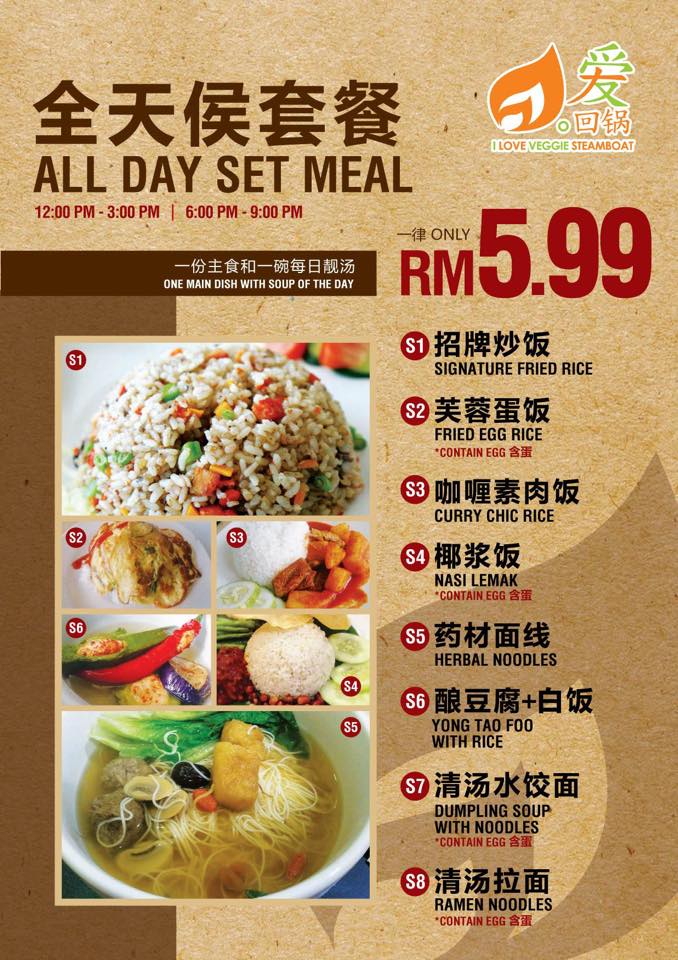 全天侯套餐
ALL DAY SET MEAL
12:00 PM - 3:00 PM | 6:00 PM - 9:00 PM
爱
回锅
I LOVE VEGGIE STEAMBOAT
一律 ONLY
RM5.99
一份主食和一碗每日靓汤
ONE MAIN DISH WITH SOUP OF THE DAY
S1
S2
S3
S6
S4
S5
S1 招牌炒饭
SIGNATURE FRIED RICE
S2 芙蓉蛋饭
FRIED EGG RICE
*CONTAIN EGG 含蛋
S3 咖喱素肉饭
CURRY CHIC RICE
S4 椰浆饭
NASI LEMAK
*CONTAIN EGG 含蛋
S5 药材面线
HERBAL NOODLES
S6 酿豆腐+白饭
YONG TAO FOO
WITH RICE
S7 清汤水饺面
DUMPLING SOUP
WITH NOODLES
*CONTAIN EGG 含蛋
S8 清汤拉面
RAMEN NOODLES
*CONTAIN EGG 含蛋